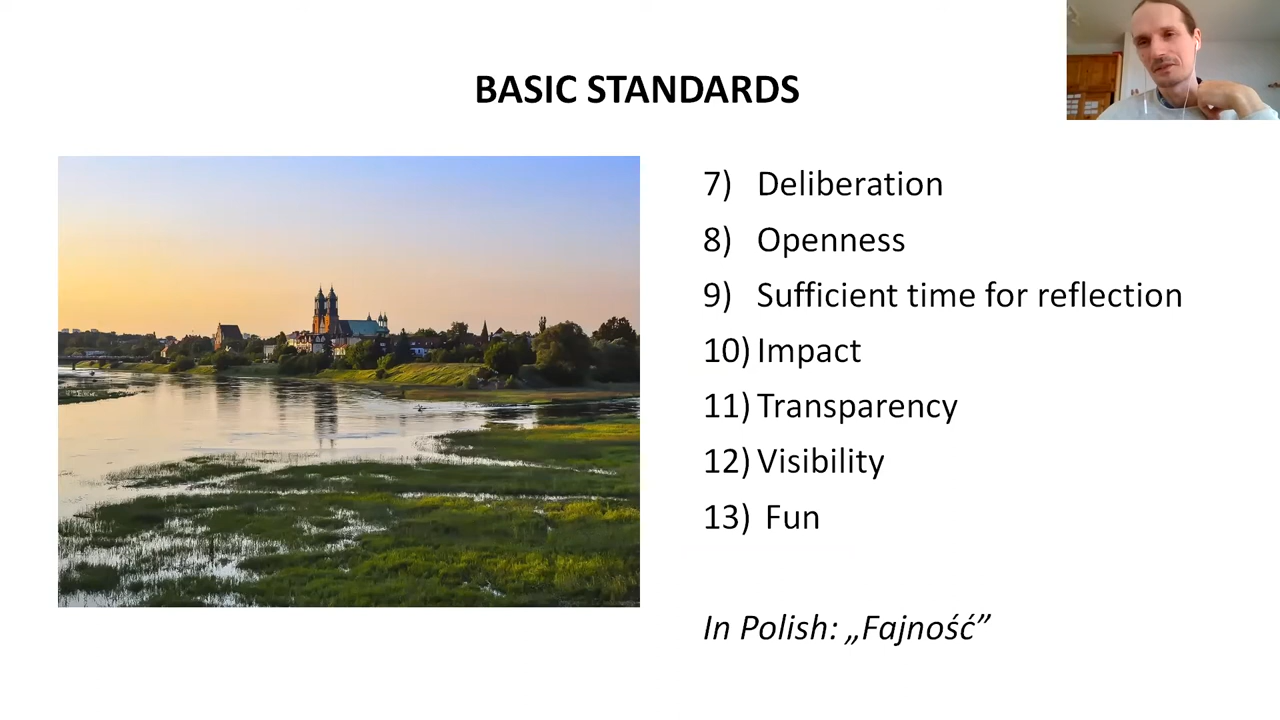 BASIC STANDARDS
7) Deliberation
8) Openness
9) Sufficient time for reflection
10) Impact
11) Transparency
12) Visibility
13) Fun
In Polish: „Fajność”